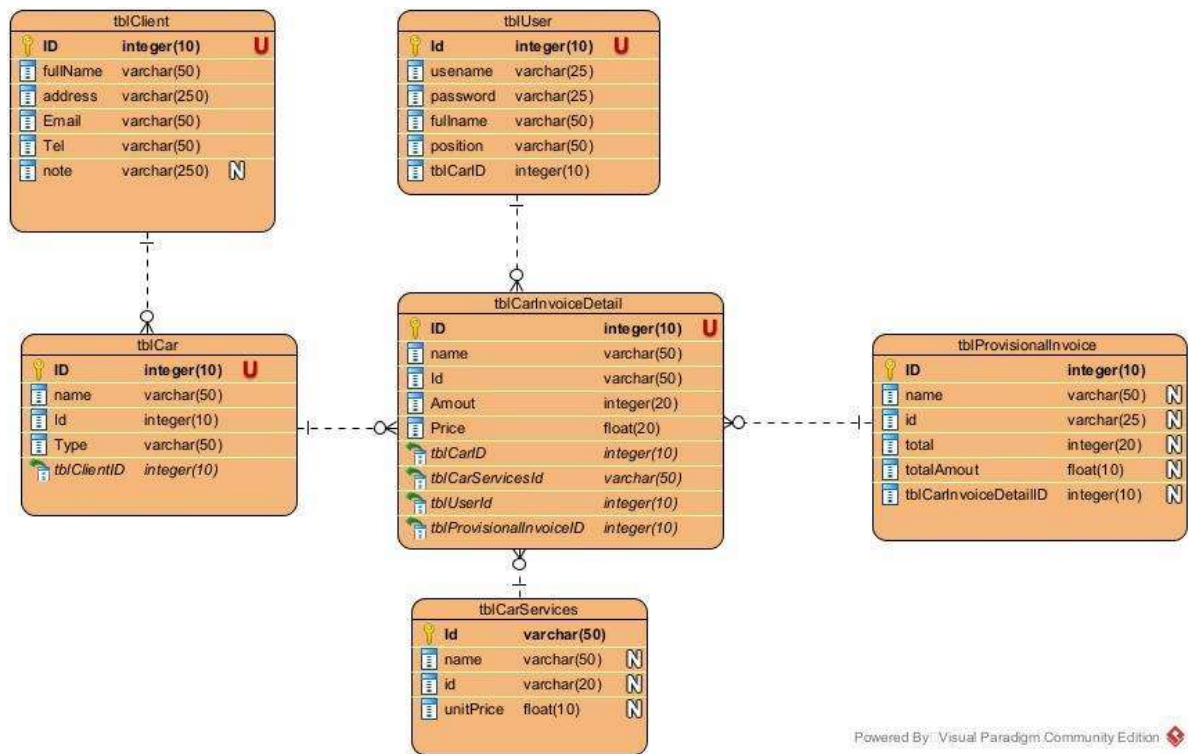 tblClient
ID integer(10) U
fullName varchar(50)
address varchar(250)
Email varchar(50)
Tel varchar(50)
note varchar(250) N
tblUser
Id integer(10) U
usename varchar(25)
password varchar(25)
fullname varchar(50)
position varchar(50)
tblCarID integer(10)
tblCar
ID integer(10) U
name varchar(50)
Id integer(10)
Type varchar(50)
tblClientID integer(10)
tblCarInvoiceDetail
ID integer(10) U
name varchar(50)
Id varchar(50)
Amout integer(20)
Price float(20)
tblCarID integer(10)
tblCarServicesId varchar(50)
tblUserId integer(10)
tblProvisionalInvoiceID integer(10)
tblProvisionalInvoice
ID integer(10)
name varchar(50) N
id varchar(25) N
total integer(20) N
totalAmout float(10) N
tblCarInvoiceDetailID integer(10) N
tblCarServices
Id varchar(50)
name varchar(50) N
id varchar(20) N
unitPrice float(10) N
Powered By: Visual Paradigm Community Edition